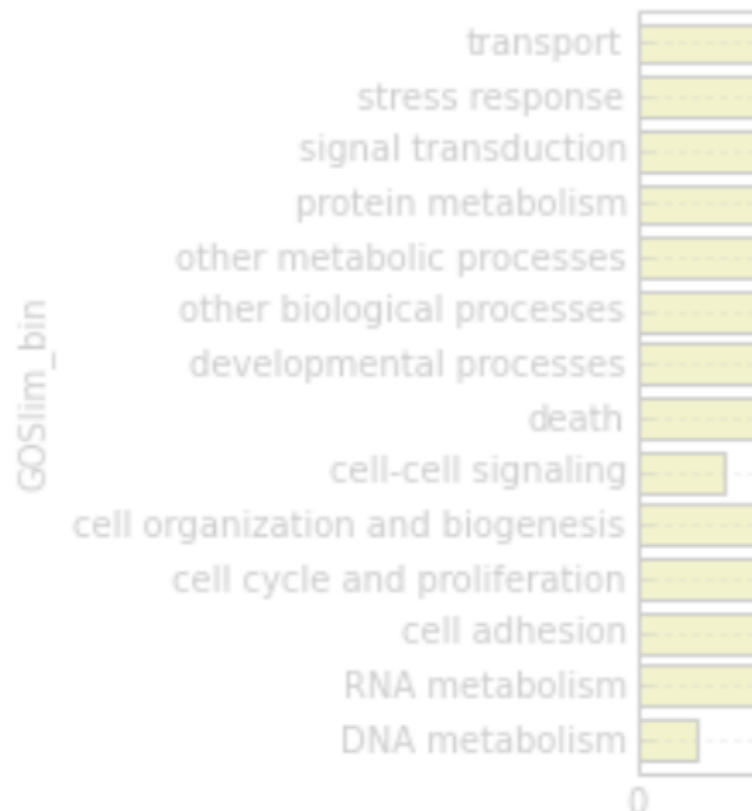 transport
stress response
signal transduction
protein metabolism
other metabolic processes
other biological processes
developmental processes
death
cell-cell signaling
cell organization and biogenesis
cell cycle and proliferation
cell adhesion
RNA metabolism
DNA metabolism
GOSlim_bin
0